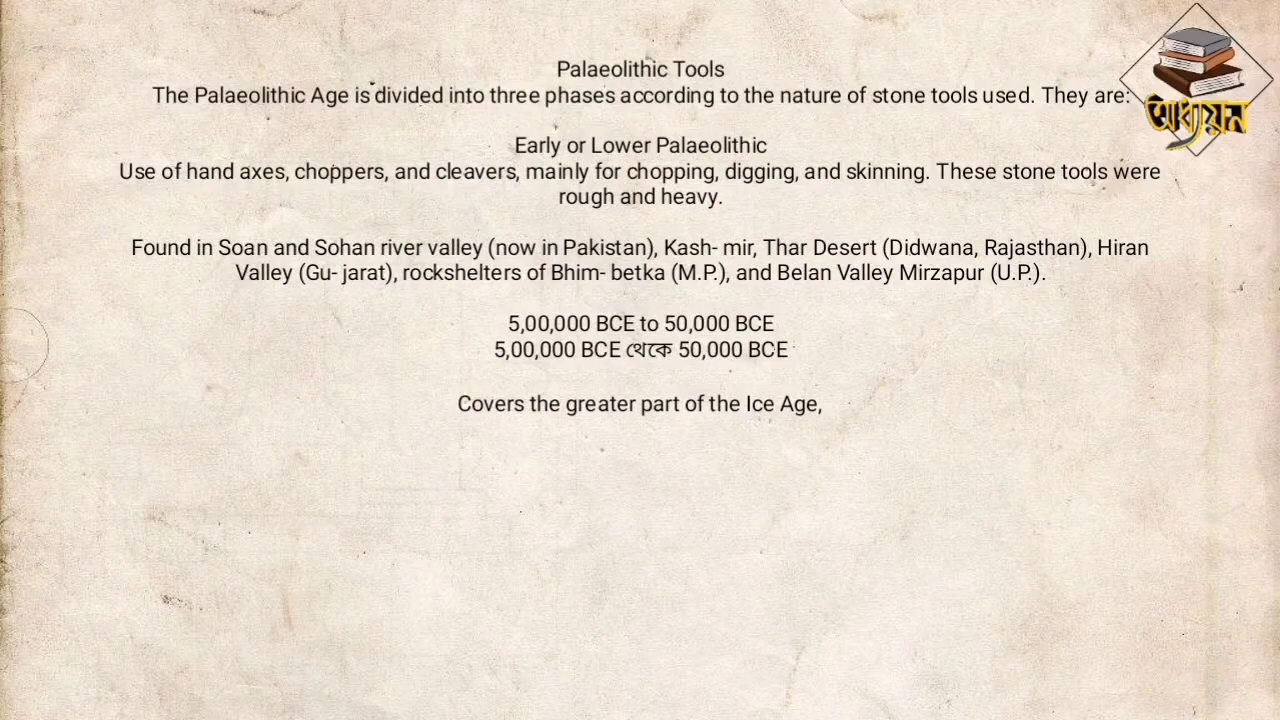 Palaeolithic Tools
The Palaeolithic Age is divided into three phases according to the nature of stone tools used. They are:
অধ্যয়ন
Early or Lower Palaeolithic
Use of hand axes, choppers, and cleavers, mainly for chopping, digging, and skinning. These stone tools were
rough and heavy.
Found in Soan and Sohan river valley (now in Pakistan), Kash- mir, Thar Desert (Didwana, Rajasthan), Hiran
Valley (Gu- jarat), rockshelters of Bhim- betka (M.P.), and Belan Valley Mirzapur (U.P.).
5,00,000 BCE to 50,000 BCE
5,00,000 BCE থেকে 50,000 BCE
Covers the greater part of the Ice Age,